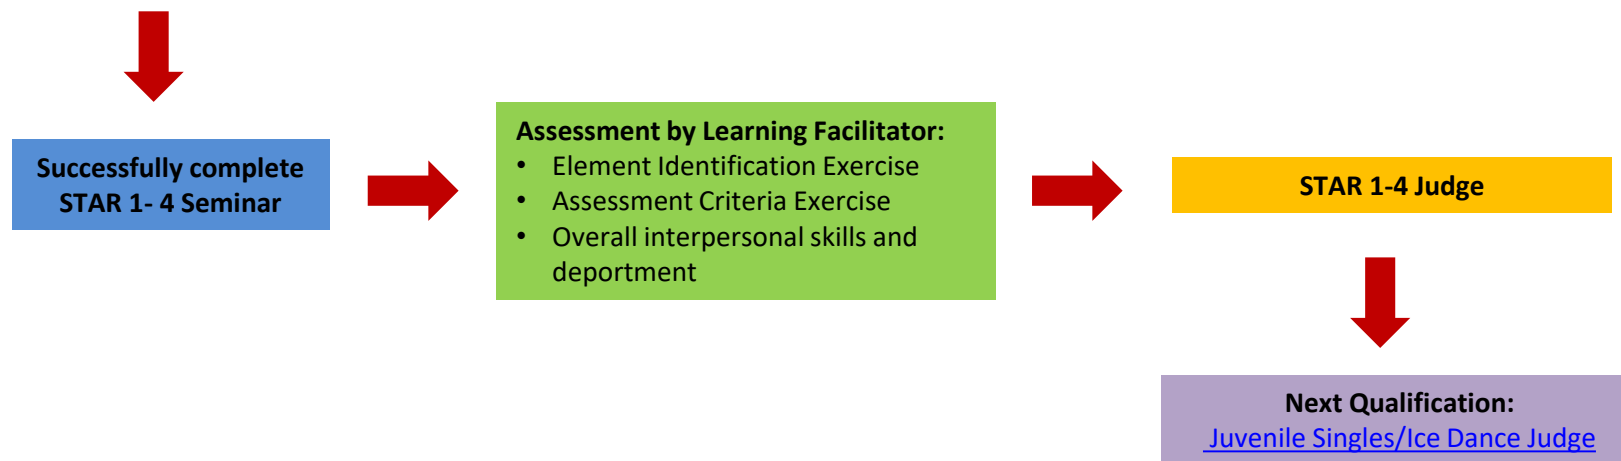 Successfully complete
STAR 1- 4 Seminar
Assessment by Learning Facilitator:
• Element Identification Exercise
• Assessment Criteria Exercise
• Overall interpersonal skills and
deportment
STAR 1-4 Judge
Next Qualification:
Juvenile Singles/Ice Dance Judge